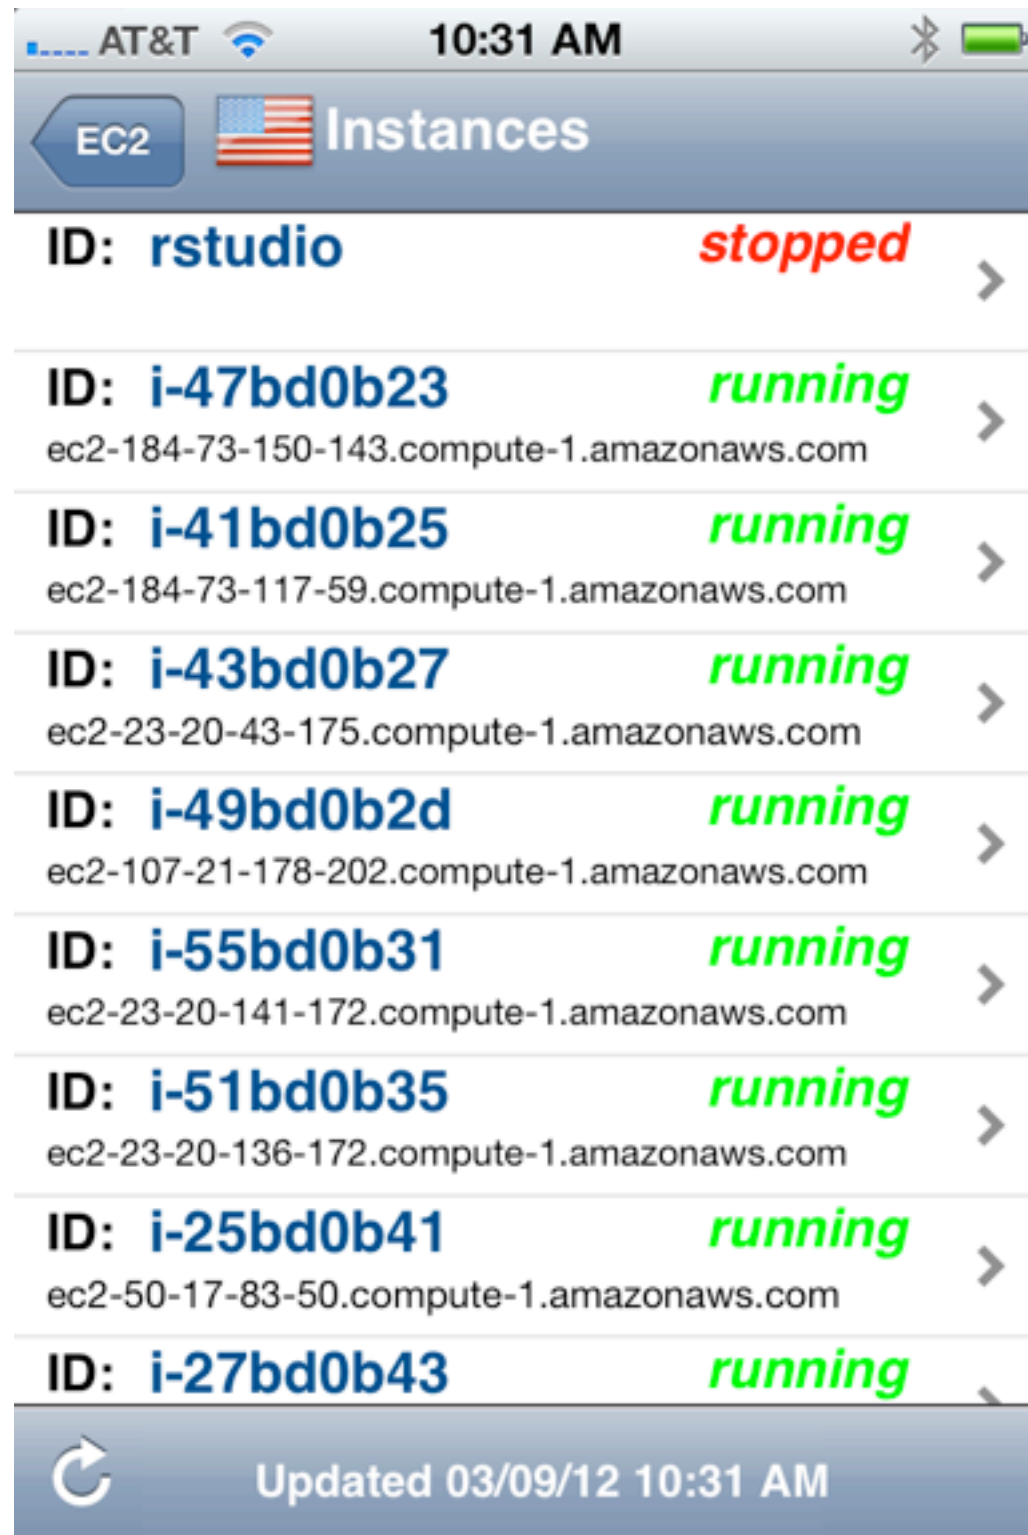 AT&T 10:31 AM
EC2 Instances
ID: rstudio stopped
ID: i-47bd0b23 running
ec2-184-73-150-143.compute-1.amazonaws.com
ID: i-41bd0b25 running
ec2-184-73-117-59.compute-1.amazonaws.com
ID: i-43bd0b27 running
ec2-23-20-43-175.compute-1.amazonaws.com
ID: i-49bd0b2d running
ec2-107-21-178-202.compute-1.amazonaws.com
ID: i-55bd0b31 running
ec2-23-20-141-172.compute-1.amazonaws.com
ID: i-51bd0b35 running
ec2-23-20-136-172.compute-1.amazonaws.com
ID: i-25bd0b41 running
ec2-50-17-83-50.compute-1.amazonaws.com
ID: i-27bd0b43 running
Updated 03/09/12 10:31 AM